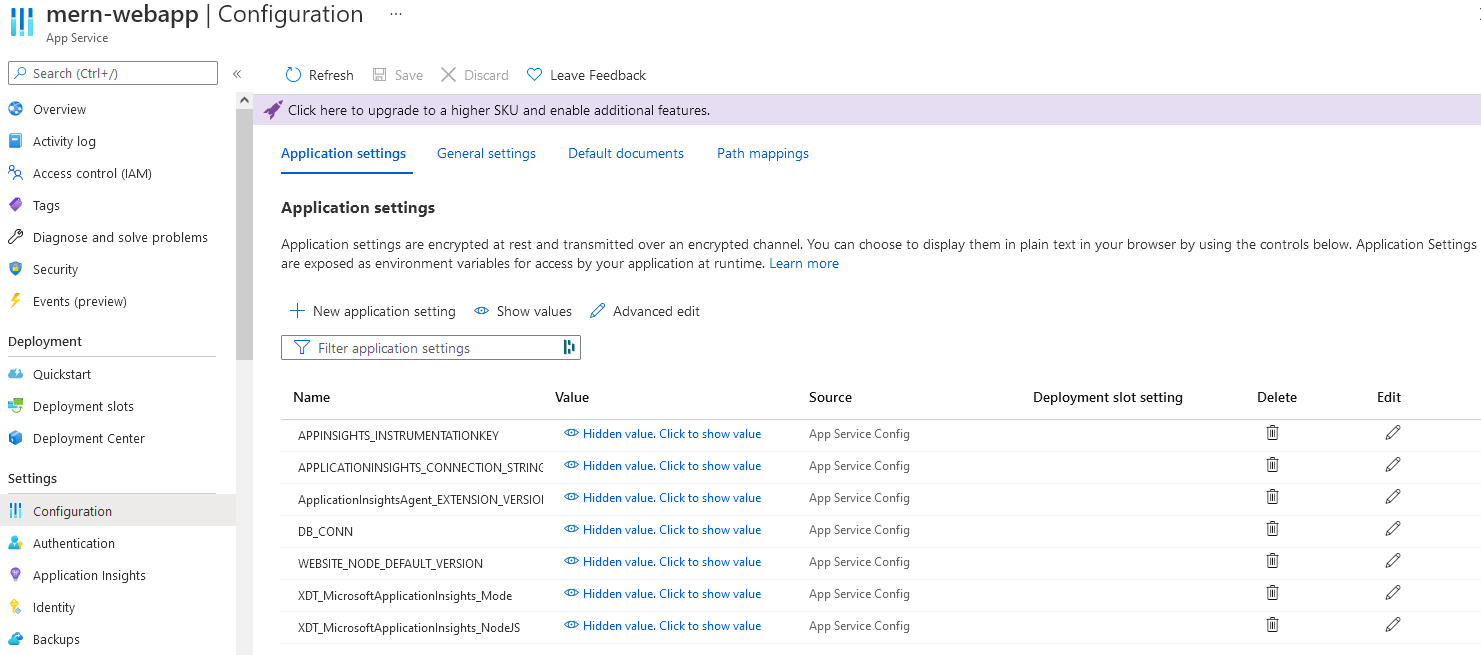 mern-webapp | Configuration ...
App Service
Search (Ctrl+/)
«
Overview
Activity log
Access control (IAM)
Tags
Diagnose and solve problems
Security
Events (preview)
Deployment
Quickstart
Deployment slots
Deployment Center
Settings
Configuration
Authentication
Application Insights
Identity
Backups
Refresh Save Discard Leave Feedback
Click here to upgrade to a higher SKU and enable additional features.
Application settings General settings Default documents Path mappings
Application settings
Application settings are encrypted at rest and transmitted over an encrypted channel. You can choose to display them in plain text in your browser by using the controls below. Application Settings
are exposed as environment variables for access by your application at runtime. Learn more
New application setting Show values Advanced edit
Filter application settings
Name Value Source Deployment slot setting Delete Edit
APPINSIGHTS_INSTRUMENTATIONKEY Hidden value. Click to show value App Service Config
APPLICATIONINSIGHTS_CONNECTION_STRING Hidden value. Click to show value App Service Config
ApplicationInsightsAgent_EXTENSION_VERSION Hidden value. Click to show value App Service Config
DB_CONN Hidden value. Click to show value App Service Config
WEBSITE_NODE_DEFAULT_VERSION Hidden value. Click to show value App Service Config
XDT_MicrosoftApplicationInsights_Mode Hidden value. Click to show value App Service Config
XDT_MicrosoftApplicationInsights_NodeJS Hidden value. Click to show value App Service Config